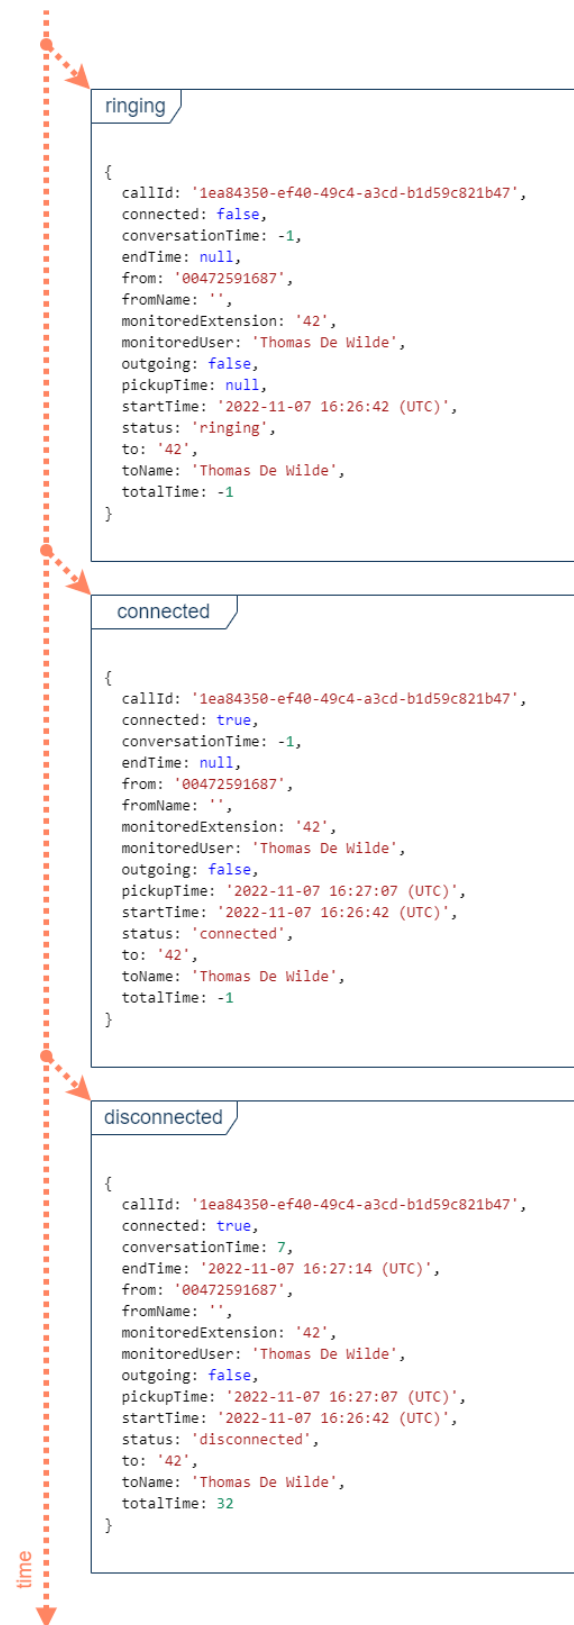 ringing
{
callId: '1ea84350-ef40-49c4-a3cd-b1d59c821b47',
connected: false,
conversationTime: -1,
endTime: null,
from: '00472591687',
fromName: '',
monitoredExtension: '42',
monitoredUser: 'Thomas De Wilde',
outgoing: false,
pickupTime: null,
startTime: '2022-11-07 16:26:42 (UTC)',
status: 'ringing',
to: '42',
toName: 'Thomas De Wilde',
totalTime: -1
}
connected
{
callId: '1ea84350-ef40-49c4-a3cd-b1d59c821b47',
connected: true,
conversationTime: -1,
endTime: null,
from: '00472591687',
fromName: '',
monitoredExtension: '42',
monitoredUser: 'Thomas De Wilde',
outgoing: false,
pickupTime: '2022-11-07 16:27:07 (UTC)',
startTime: '2022-11-07 16:26:42 (UTC)',
status: 'connected',
to: '42',
toName: 'Thomas De Wilde',
totalTime: -1
}
disconnected
{
callId: '1ea84350-ef40-49c4-a3cd-b1d59c821b47',
connected: true,
conversationTime: 7,
endTime: '2022-11-07 16:27:14 (UTC)',
from: '00472591687',
fromName: '',
monitoredExtension: '42',
monitoredUser: 'Thomas De Wilde',
outgoing: false,
pickupTime: '2022-11-07 16:27:07 (UTC)',
startTime: '2022-11-07 16:26:42 (UTC)',
status: 'disconnected',
to: '42',
toName: 'Thomas De Wilde',
totalTime: 32
}
time